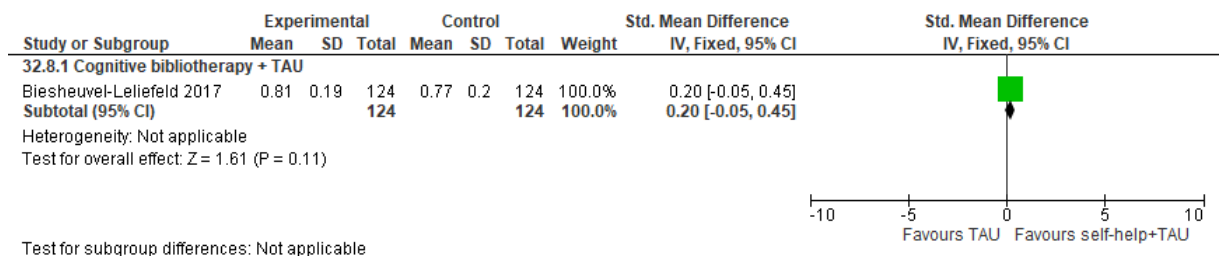 Experimental Control Std. Mean Difference Std. Mean Difference
Study or Subgroup Mean SD Total Mean SD Total Weight IV, Fixed, 95% CI IV, Fixed, 95% CI
32.8.1 Cognitive bibliotherapy + TAU
Biesheuvel-Leliefeld 2017 0.81 0.19 124 0.77 0.2 124 100.0% 0.20 [-0.05, 0.45]
Subtotal (95% CI) 124 124 100.0% 0.20 [-0.05, 0.45]
Heterogeneity: Not applicable
Test for overall effect: Z = 1.61 (P = 0.11)
-10 -5 0 5 10
Favours TAU Favours self-help+TAU
Test for subgroup differences: Not applicable